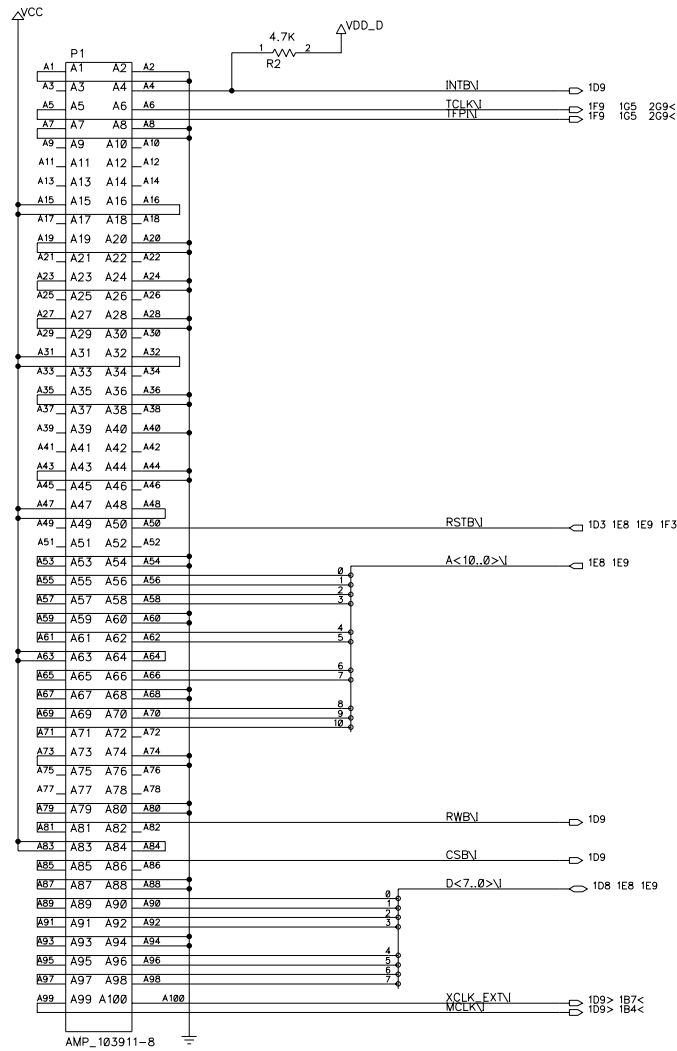 VCC
VDD_D
4.7K
1 2
R2
P1
A1 A1 A2 A2
A3 A3 A4 A4 INTB\I 1D9
A5 A5 A6 A6 TCLK\I 1F9 1G5 2G9<
TFP\I 1F9 1G5 2G9<
A7 A7 A8 A8
A9 A9 A10 A10
A11 A11 A12 A12
A13 A13 A14 A14
A15 A15 A16 A16
A17 A17 A18 A18
A19 A19 A20 A20
A21 A21 A22 A22
A23 A23 A24 A24
A25 A25 A26 A26
A27 A27 A28 A28
A29 A29 A30 A30
A31 A31 A32 A32
A33 A33 A34 A34
A35 A35 A36 A36
A37 A37 A38 A38
A39 A39 A40 A40
A41 A41 A42 A42
A43 A43 A44 A44
A45 A45 A46 A46
A47 A47 A48 A48
A49 A49 A50 A50 RSTB\I 1D3 1E8 1E9 1F3
A51 A51 A52 A52
A53 A53 A54 A54 A<10..0>\I 1E8 1E9
0
A55 A55 A56 A56 1
2
A57 A57 A58 A58 3
A59 A59 A60 A60
4
A61 A61 A62 A62 5
A63 A63 A64 A64
6
A65 A65 A66 A66 7
A67 A67 A68 A68
8
A69 A69 A70 A70 9
10
A71 A71 A72 A72
A73 A73 A74 A74
A75 A75 A76 A76
A77 A77 A78 A78
A79 A79 A80 A80
RWB\I 1D9
A81 A81 A82 A82
A83 A83 A84 A84
CSB\I 1D9
A85 A85 A86 A86
A87 A87 A88 A88 D<7..0>\I 1D8 1E8 1E9
0
A89 A89 A90 A90 1
2
A91 A91 A92 A92 3
A93 A93 A94 A94
4
A95 A95 A96 A96 5
6
A97 A97 A98 A98 7
A99 A99 A100 A100 XCLK_EXT\I 1D9> 1B7<
MCLK\I 1D9> 1B4<
AMP_103911-8